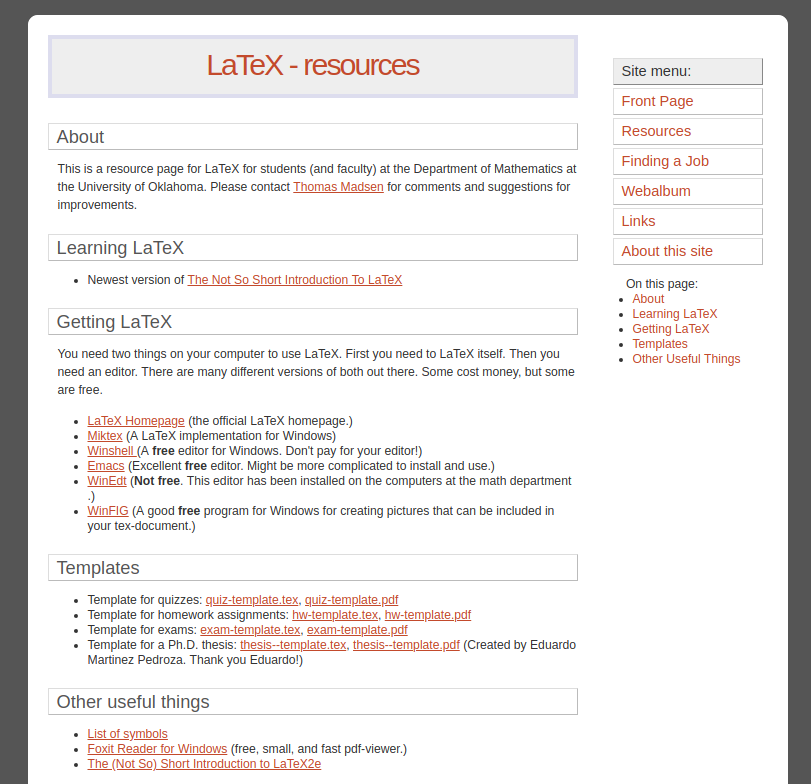 LaTeX - resources
About
This is a resource page for LaTeX for students (and faculty) at the Department of Mathematics at
the University of Oklahoma. Please contact Thomas Madsen for comments and suggestions for
improvements.
Learning LaTeX
Newest version of The Not So Short Introduction To LaTeX
Getting LaTeX
You need two things on your computer to use LaTeX. First you need to LaTeX itself. Then you
need an editor. There are many different versions of both out there. Some cost money, but some
are free.
LaTeX Homepage (the official LaTeX homepage.)
Miktex (A LaTeX implementation for Windows)
Winshell (A free editor for Windows. Don't pay for your editor!)
Emacs (Excellent free editor. Might be more complicated to install and use.)
WinEdt (Not free. This editor has been installed on the computers at the math department
.)
WinFIG (A good free program for Windows for creating pictures that can be included in
your tex-document.)
Templates
Template for quizzes: quiz-template.tex, quiz-template.pdf
Template for homework assignments: hw-template.tex, hw-template.pdf
Template for exams: exam-template.tex, exam-template.pdf
Template for a Ph.D. thesis: thesis--template.tex, thesis--template.pdf (Created by Eduardo
Martinez Pedroza. Thank you Eduardo!)
Other useful things
List of symbols
Foxit Reader for Windows (free, small, and fast pdf-viewer.)
The (Not So) Short Introduction to LaTeX2e
Site menu:
Front Page
Resources
Finding a Job
Webalbum
Links
About this site
On this page:
About
Learning LaTeX
Getting LaTeX
Templates
Other Useful Things